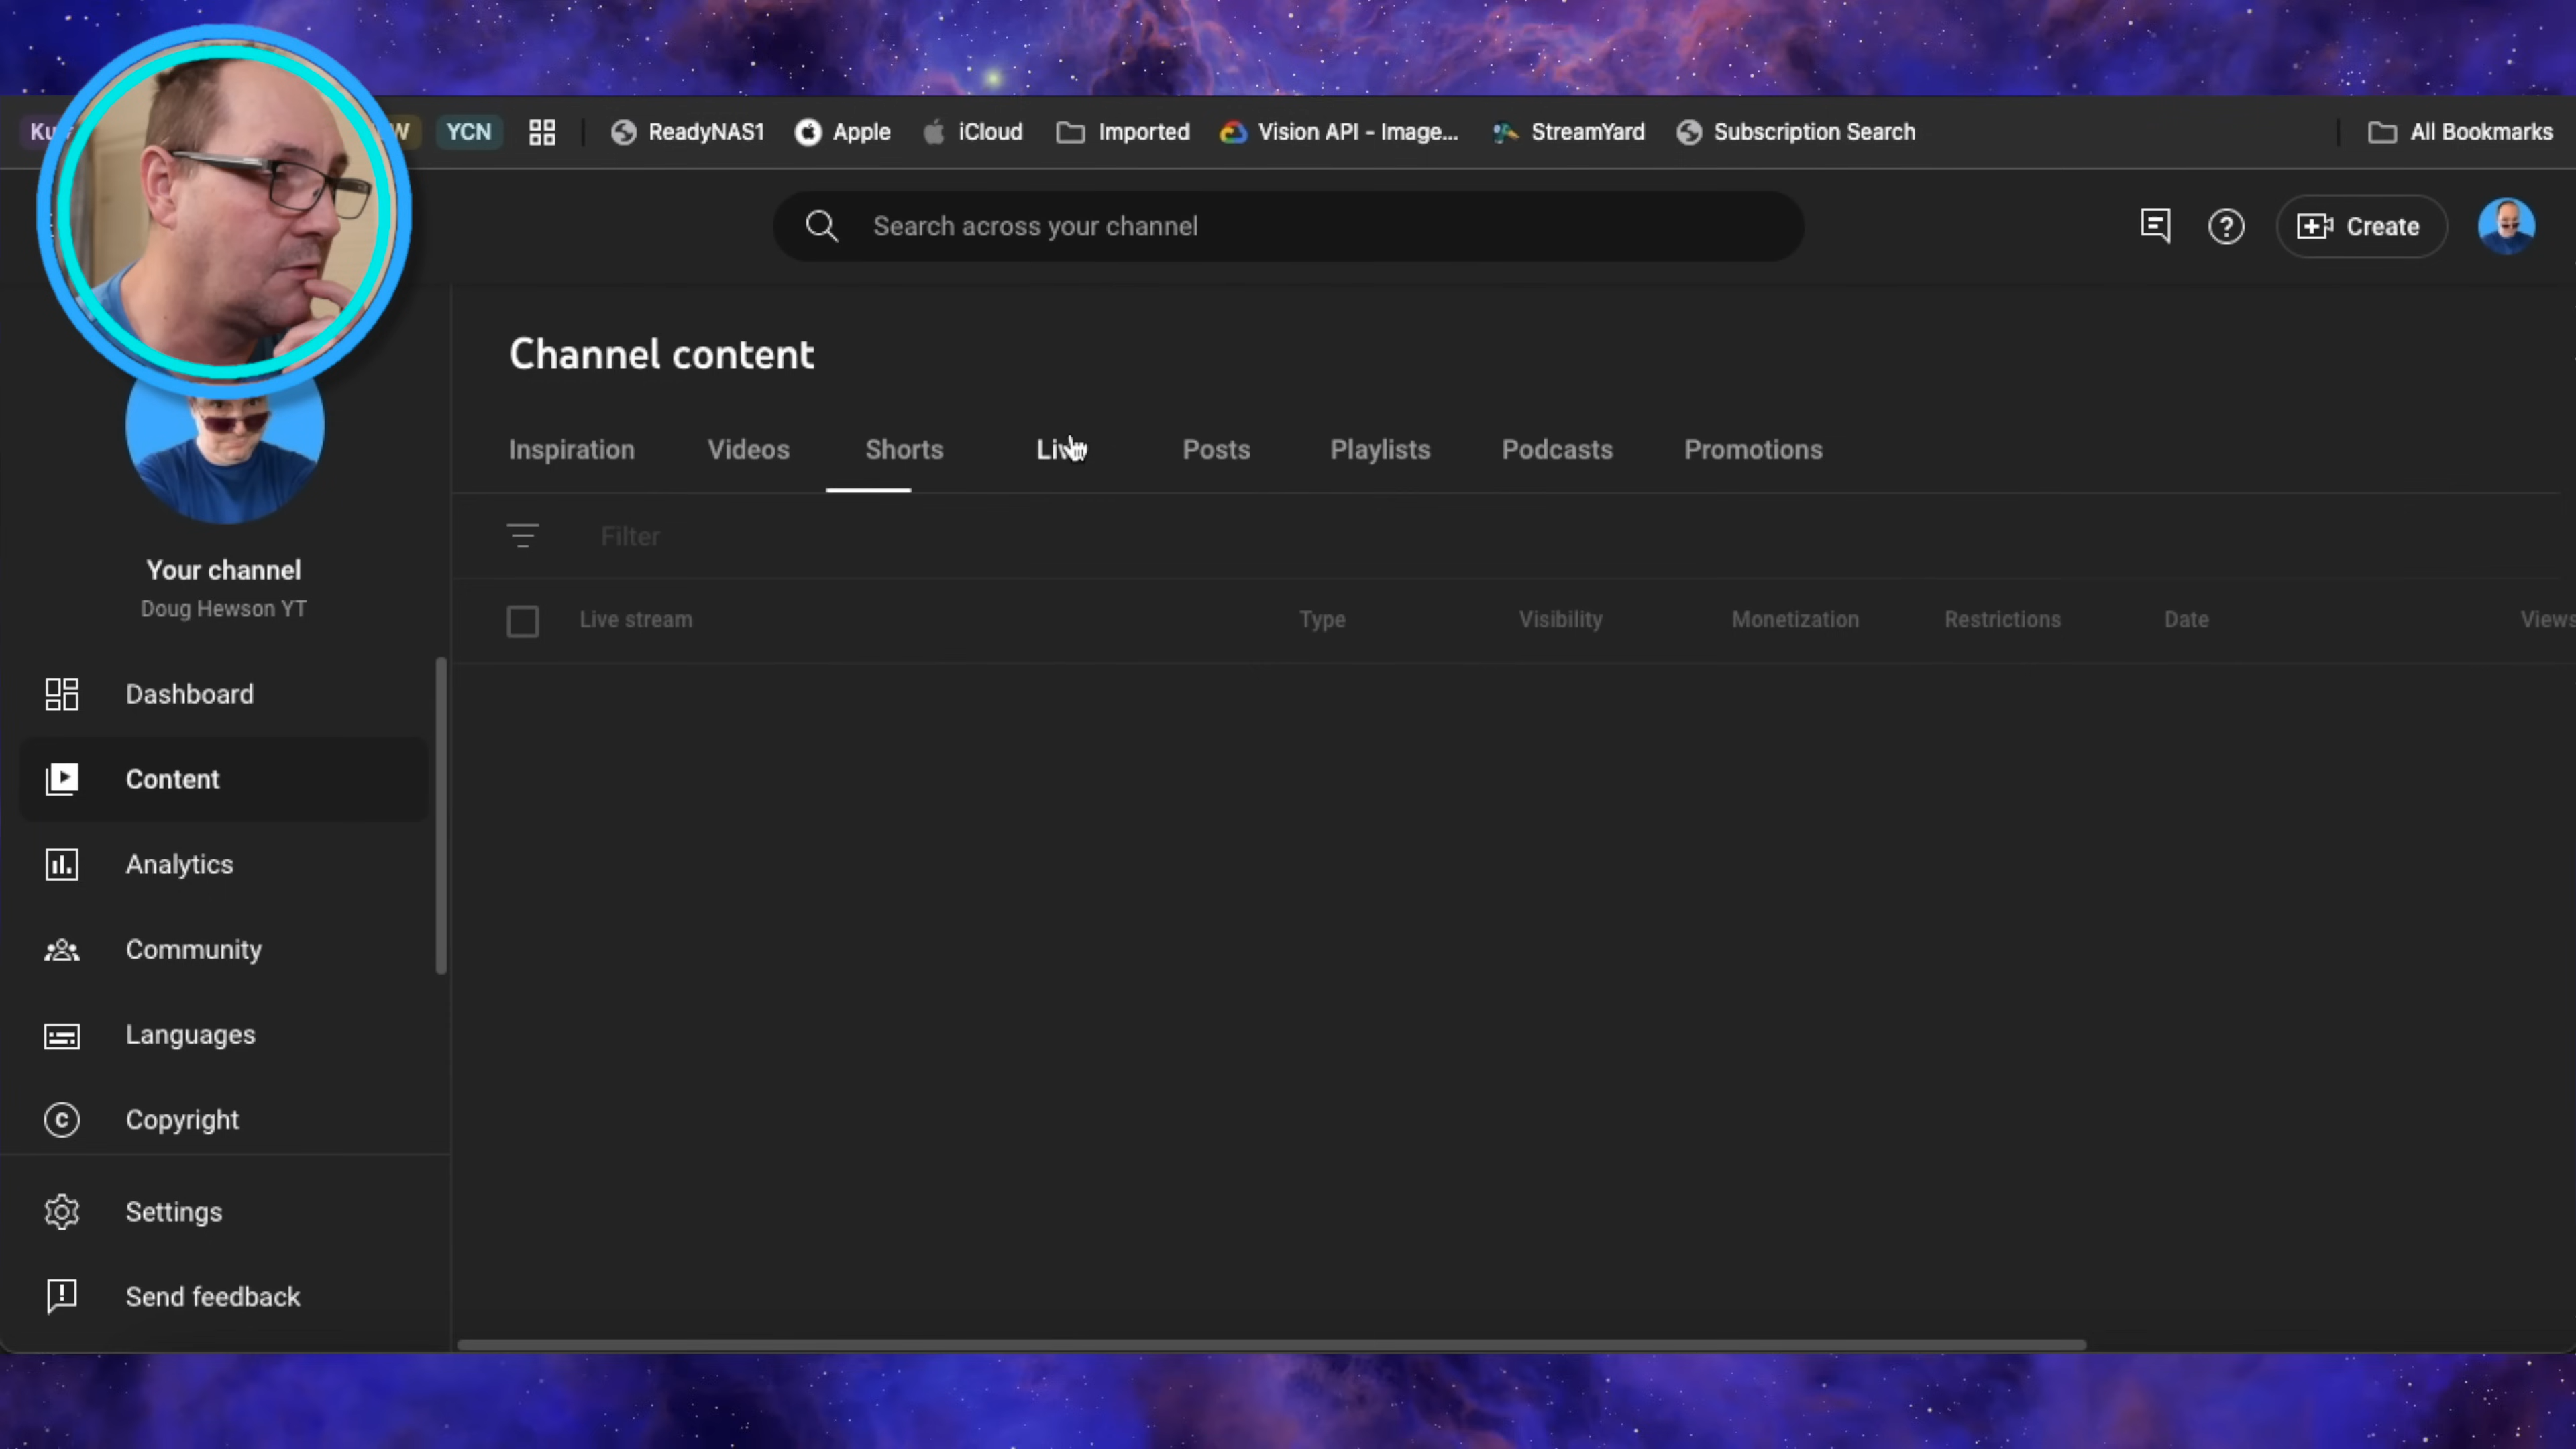 YCN
ReadyNAS1
Apple
iCloud
Imported
Vision API - Image...
StreamYard
Subscription Search
All Bookmarks
Search across your channel
Create
Channel content
Inspiration
Videos
Shorts
Posts
Playlists
Podcasts
Promotions
Filter
Live stream
Type
Visibility
Monetization
Restrictions
Date
Views
Your channel
Doug Hewson YT
Dashboard
Content
Analytics
Community
Languages
Copyright
Settings
Send feedback